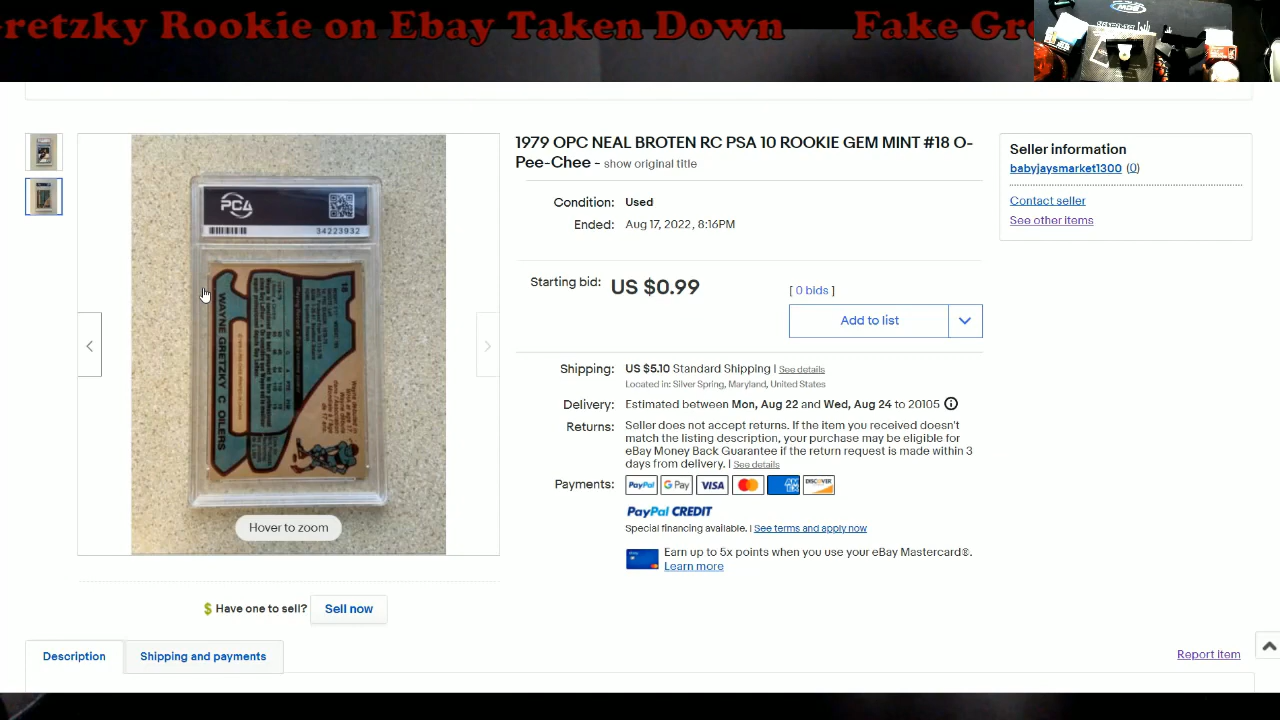 retzky Rookie on Ebay Taken Down Fake Gre
1979 OPC NEAL BROTEN RC PSA 10 ROOKIE GEM MINT #18 O-
Pee-Chee - show original title
Condition: Used
Ended: Aug 17, 2022, 8:16PM
Starting bid: US $0.99 [ 0 bids ]
Add to list
Shipping: US $5.10 Standard Shipping | See details
Located in: Silver Spring, Maryland, United States
Delivery: Estimated between Mon, Aug 22 and Wed, Aug 24 to 20105
Returns: Seller does not accept returns. If the item you received doesn't
match the listing description, your purchase may be eligible for
eBay Money Back Guarantee if the return request is made within 3
days from delivery. | See details
Payments: PayPal G Pay VISA DISCOVER
PayPal CREDIT
Special financing available. | See terms and apply now
Earn up to 5x points when you use your eBay Mastercard®.
Learn more
Seller information
babyjaysmarket1300 (0)
Contact seller
See other items
34223932
18
WAYNE GRETZKY C OILERS
Hover to zoom
$ Have one to sell? Sell now
Description Shipping and payments
Report item